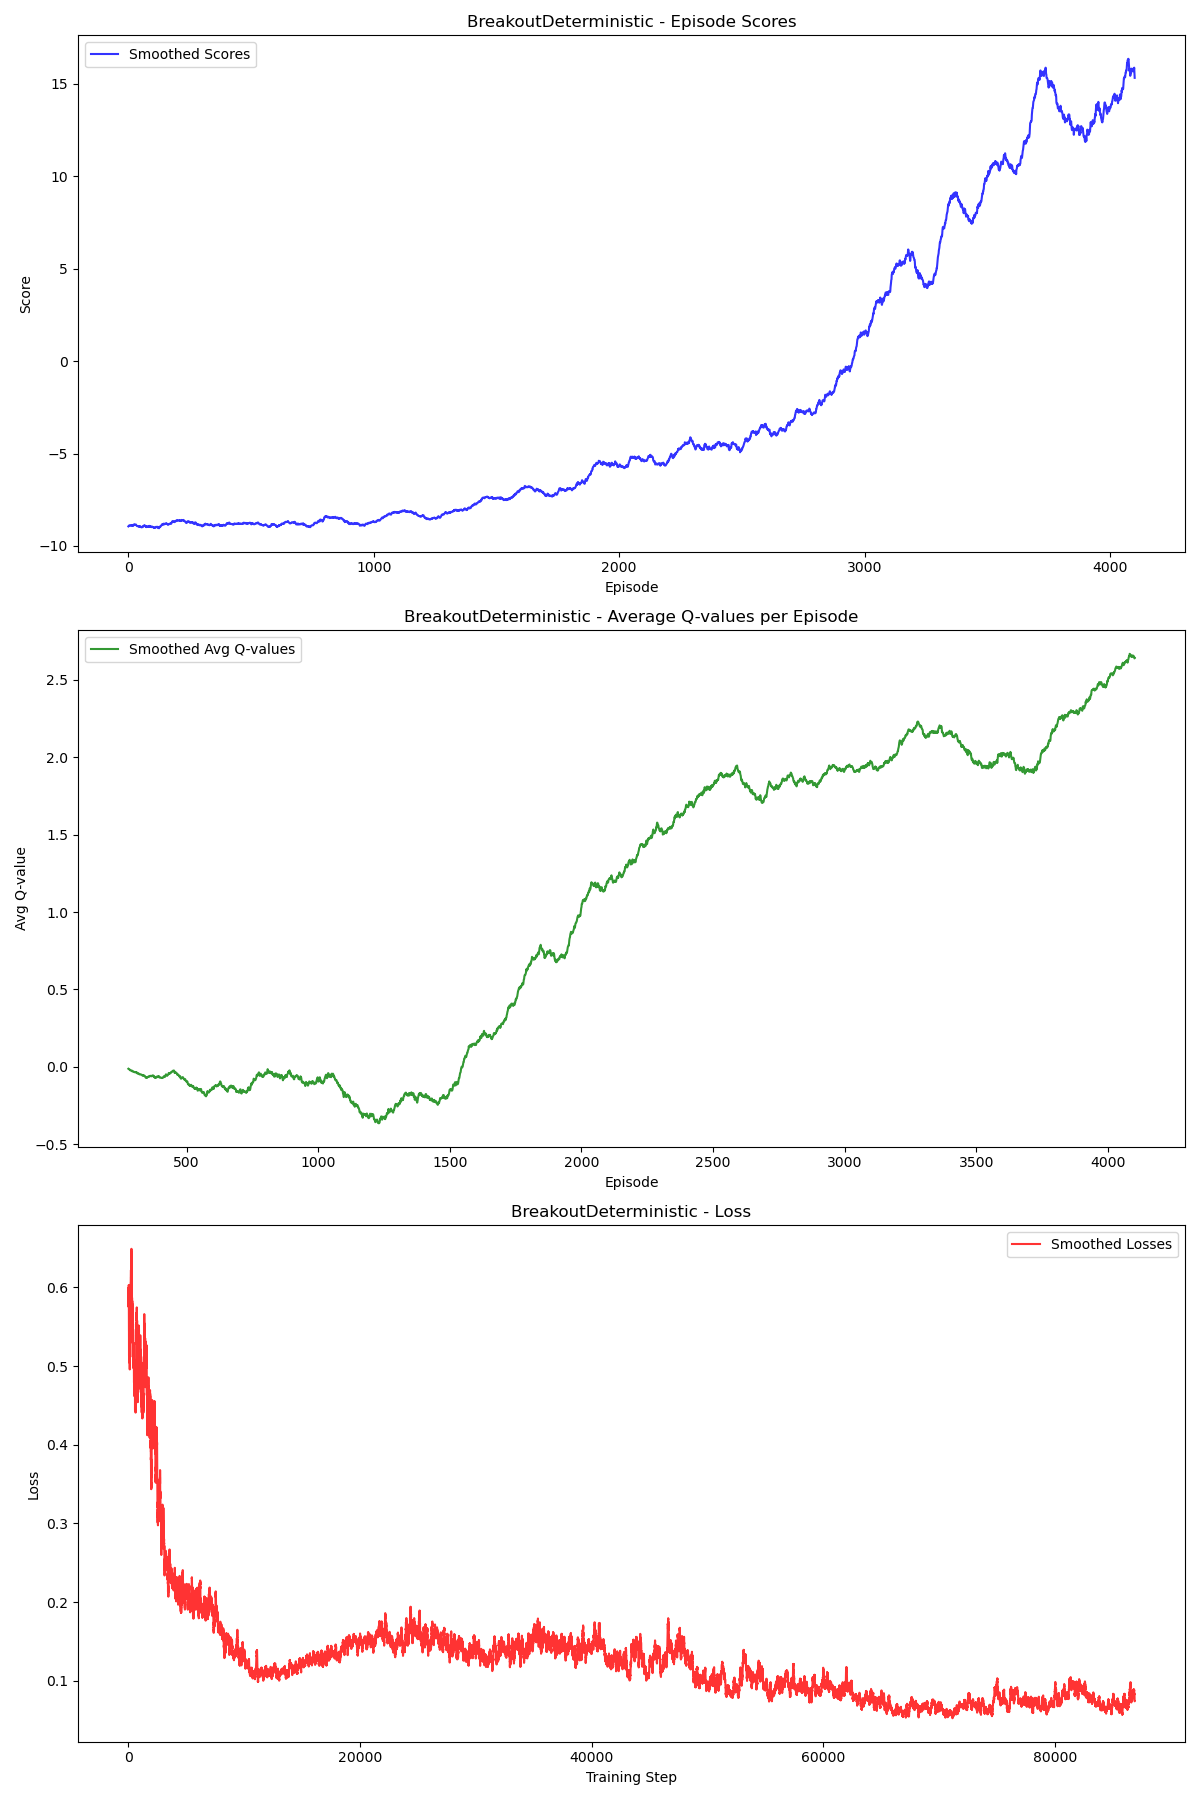 BreakoutDeterministic - Episode Scores
Smoothed Scores
15
10
5
0
−5
−10
Score
0 1000 2000 3000 4000
Episode
BreakoutDeterministic - Average Q-values per Episode
Smoothed Avg Q-values
2.5
2.0
1.5
1.0
0.5
0.0
−0.5
Avg Q-value
500 1000 1500 2000 2500 3000 3500 4000
Episode
BreakoutDeterministic - Loss
Smoothed Losses
0.6
0.5
0.4
0.3
0.2
0.1
Loss
0 20000 40000 60000 80000
Training Step